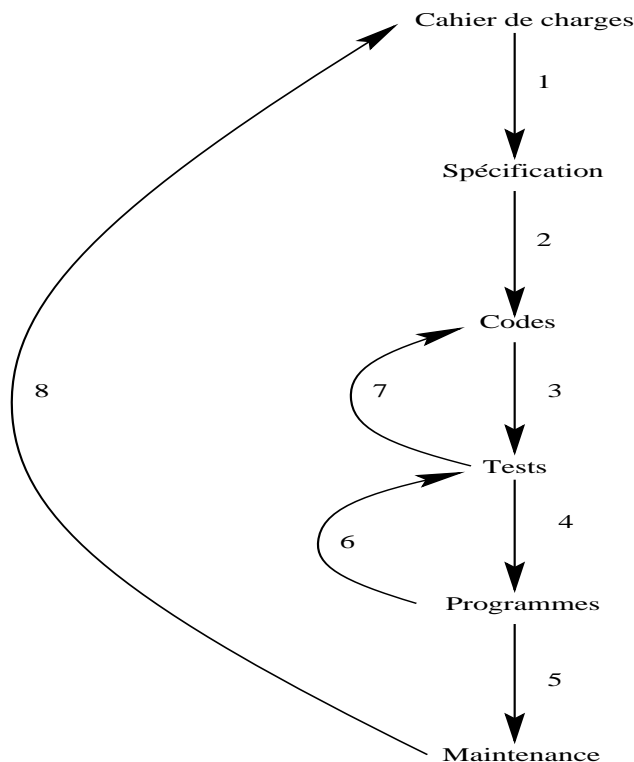 Cahier de charges
1
Spécification
2
Codes
8
7
3
Tests
4
6
Programmes
5
Maintenance